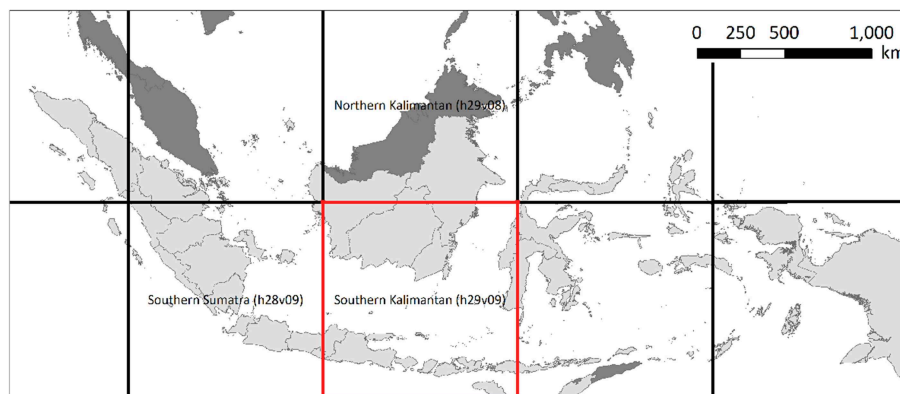 0 250 500 1,000
km
Northern Kalimantan (h29v08)
Southern Sumatra (h28v09)
Southern Kalimantan (h29v09)